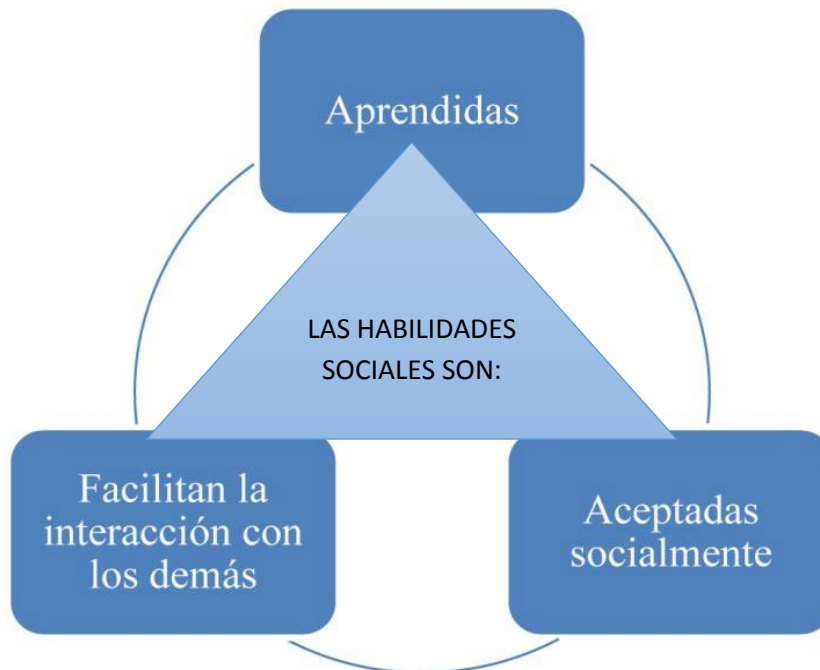 Aprendidas
LAS HABILIDADES
SOCIALES SON:
Facilitan la
interacción con
los demás
Aceptadas
socialmente